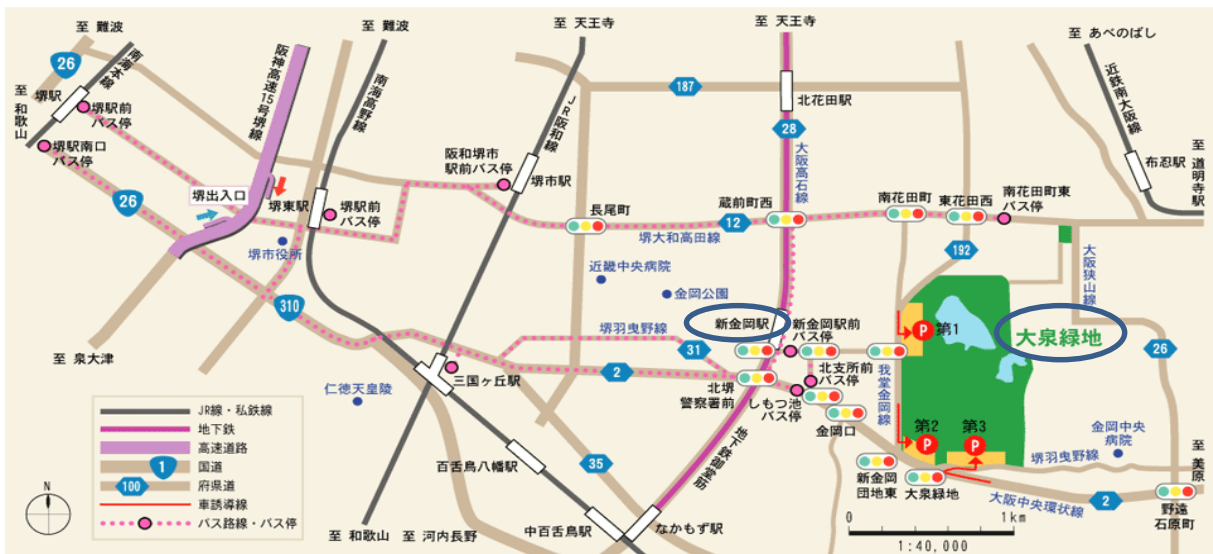 至 難波
至 難波
至 天王寺
至 天王寺
至 あべのばし
26
南海本線
阪神高速15号堺線
南海高野線
JR阪和線
187
北花田駅
近鉄南大阪線
堺駅
至 和歌山
堺駅前
バス停
28
大阪高石線
布忍駅
至 道明寺駅
堺駅南口
バス停
阪和堺市
駅前バス停
堺市駅
26
堺出入口
堺東駅
堺駅前
バス停
長尾町
蔵前町西
南花田町
東花田西
南花田町東
バス停
12
堺大和高田線
堺市役所
192
大阪狭山線
近畿中央病院
金岡公園
310
新金岡駅
新金岡駅前
バス停
P
第1
大泉緑地
堺羽曳野線
31
26
至 泉大津
三国ヶ丘駅
2
北支所前
バス停
我堂金岡線
仁徳天皇陵
北堺
警察署前
しもつ池
バス停
金岡口
第2
P
第3
P
金岡中央
病院
至 美原
堺羽曳野線
JR線・私鉄線
地下鉄
高速道路
1
国道
100
府県道
車誘導線
バス路線・バス停
N
百舌鳥八幡駅
35
地下鉄御堂筋
新金岡
団地東
大泉緑地
大阪中央環状線
2
野遠
石原町
至 和歌山
至 河内長野
中百舌鳥駅
なかもず駅
0
1km
1:40,000